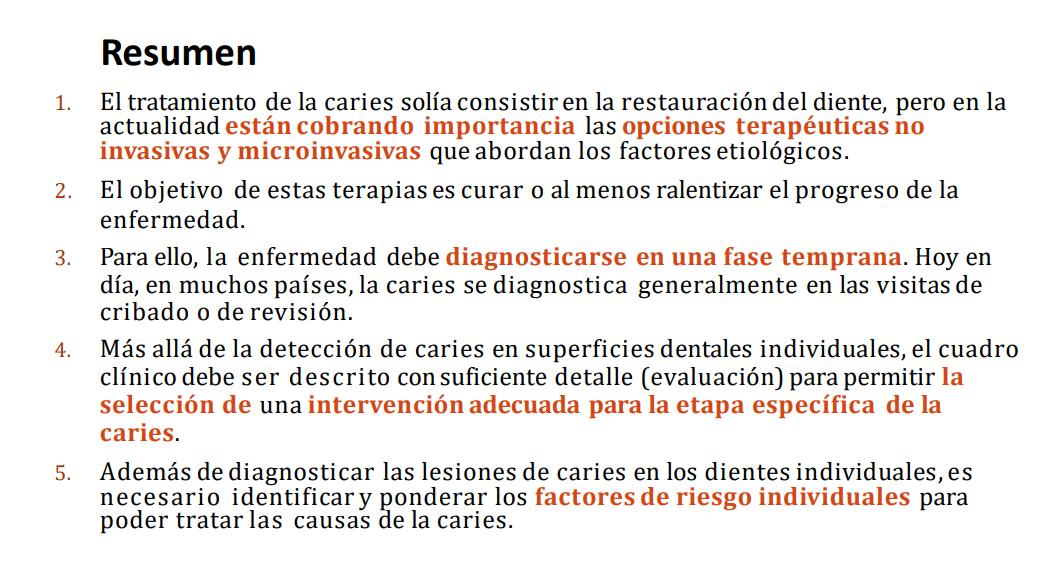 Resumen
1. El tratamiento de la caries solía consistir en la restauración del diente, pero en la
actualidad están cobrando importancia las opciones terapéuticas no
invasivas y microinvasivas que abordan los factores etiológicos.
2. El objetivo de estas terapias es curar o al menos ralentizar el progreso de la
enfermedad.
3. Para ello, la enfermedad debe diagnosticarse en una fase temprana. Hoy en
día, en muchos países, la caries se diagnostica generalmente en las visitas de
cribado o de revisión.
4. Más allá de la detección de caries en superficies dentales individuales, el cuadro
clínico debe ser descrito con suficiente detalle (evaluación) para permitir la
selección de una intervención adecuada para la etapa específica de la
caries.
5. Además de diagnosticar las lesiones de caries en los dientes individuales, es
necesario identificar y ponderar los factores de riesgo individuales para
poder tratar las causas de la caries.